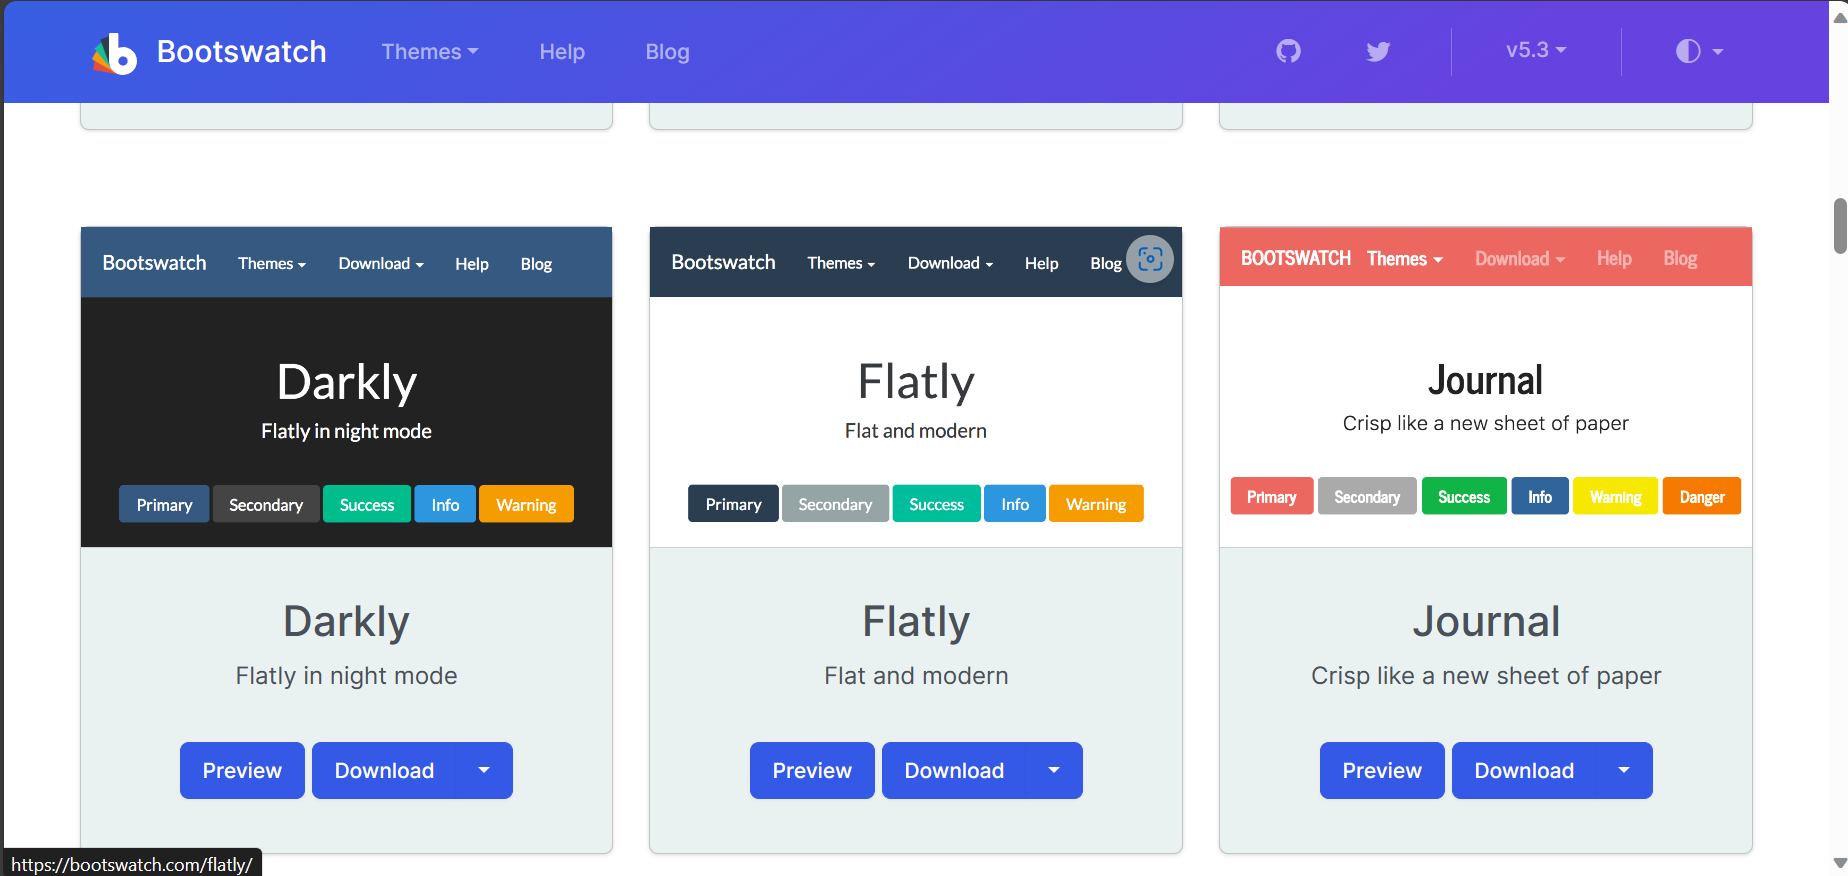 Bootswatch Themes Help Blog v5.3
Bootswatch Themes Download Help Blog
Darkly
Flatly in night mode
Primary Secondary Success Info Warning
Darkly
Flatly in night mode
Preview Download
Bootswatch Themes Download Help Blog
Flatly
Flat and modern
Primary Secondary Success Info Warning
Flatly
Flat and modern
Preview Download
BOOTSWATCH Themes Download Help Blog
Journal
Crisp like a new sheet of paper
Primary Secondary Success Info Warning Danger
Journal
Crisp like a new sheet of paper
Preview Download
https://bootswatch.com/flatly/